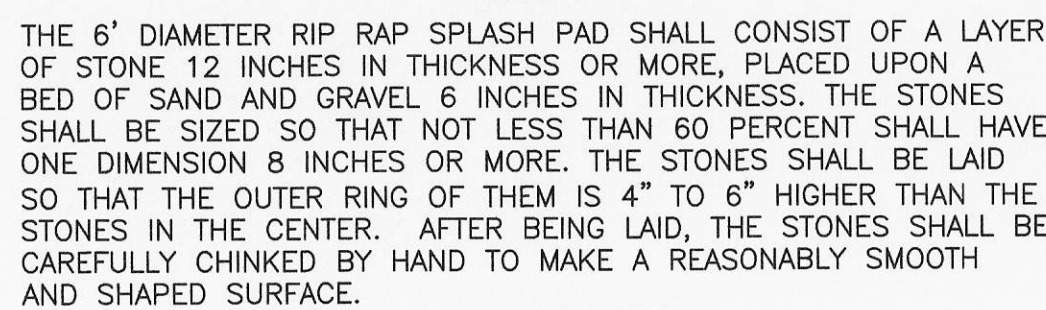 THE 6' DIAMETER RIP RAP SPLASH PAD SHALL CONSIST OF A LAYER
OF STONE 12 INCHES IN THICKNESS OR MORE, PLACED UPON A
BED OF SAND AND GRAVEL 6 INCHES IN THICKNESS. THE STONES
SHALL BE SIZED SO THAT NOT LESS THAN 60 PERCENT SHALL HAVE
ONE DIMENSION 8 INCHES OR MORE. THE STONES SHALL BE LAID
SO THAT THE OUTER RING OF THEM IS 4" TO 6" HIGHER THAN THE
STONES IN THE CENTER. AFTER BEING LAID, THE STONES SHALL BE
CAREFULLY CHINKED BY HAND TO MAKE A REASONABLY SMOOTH
AND SHAPED SURFACE.